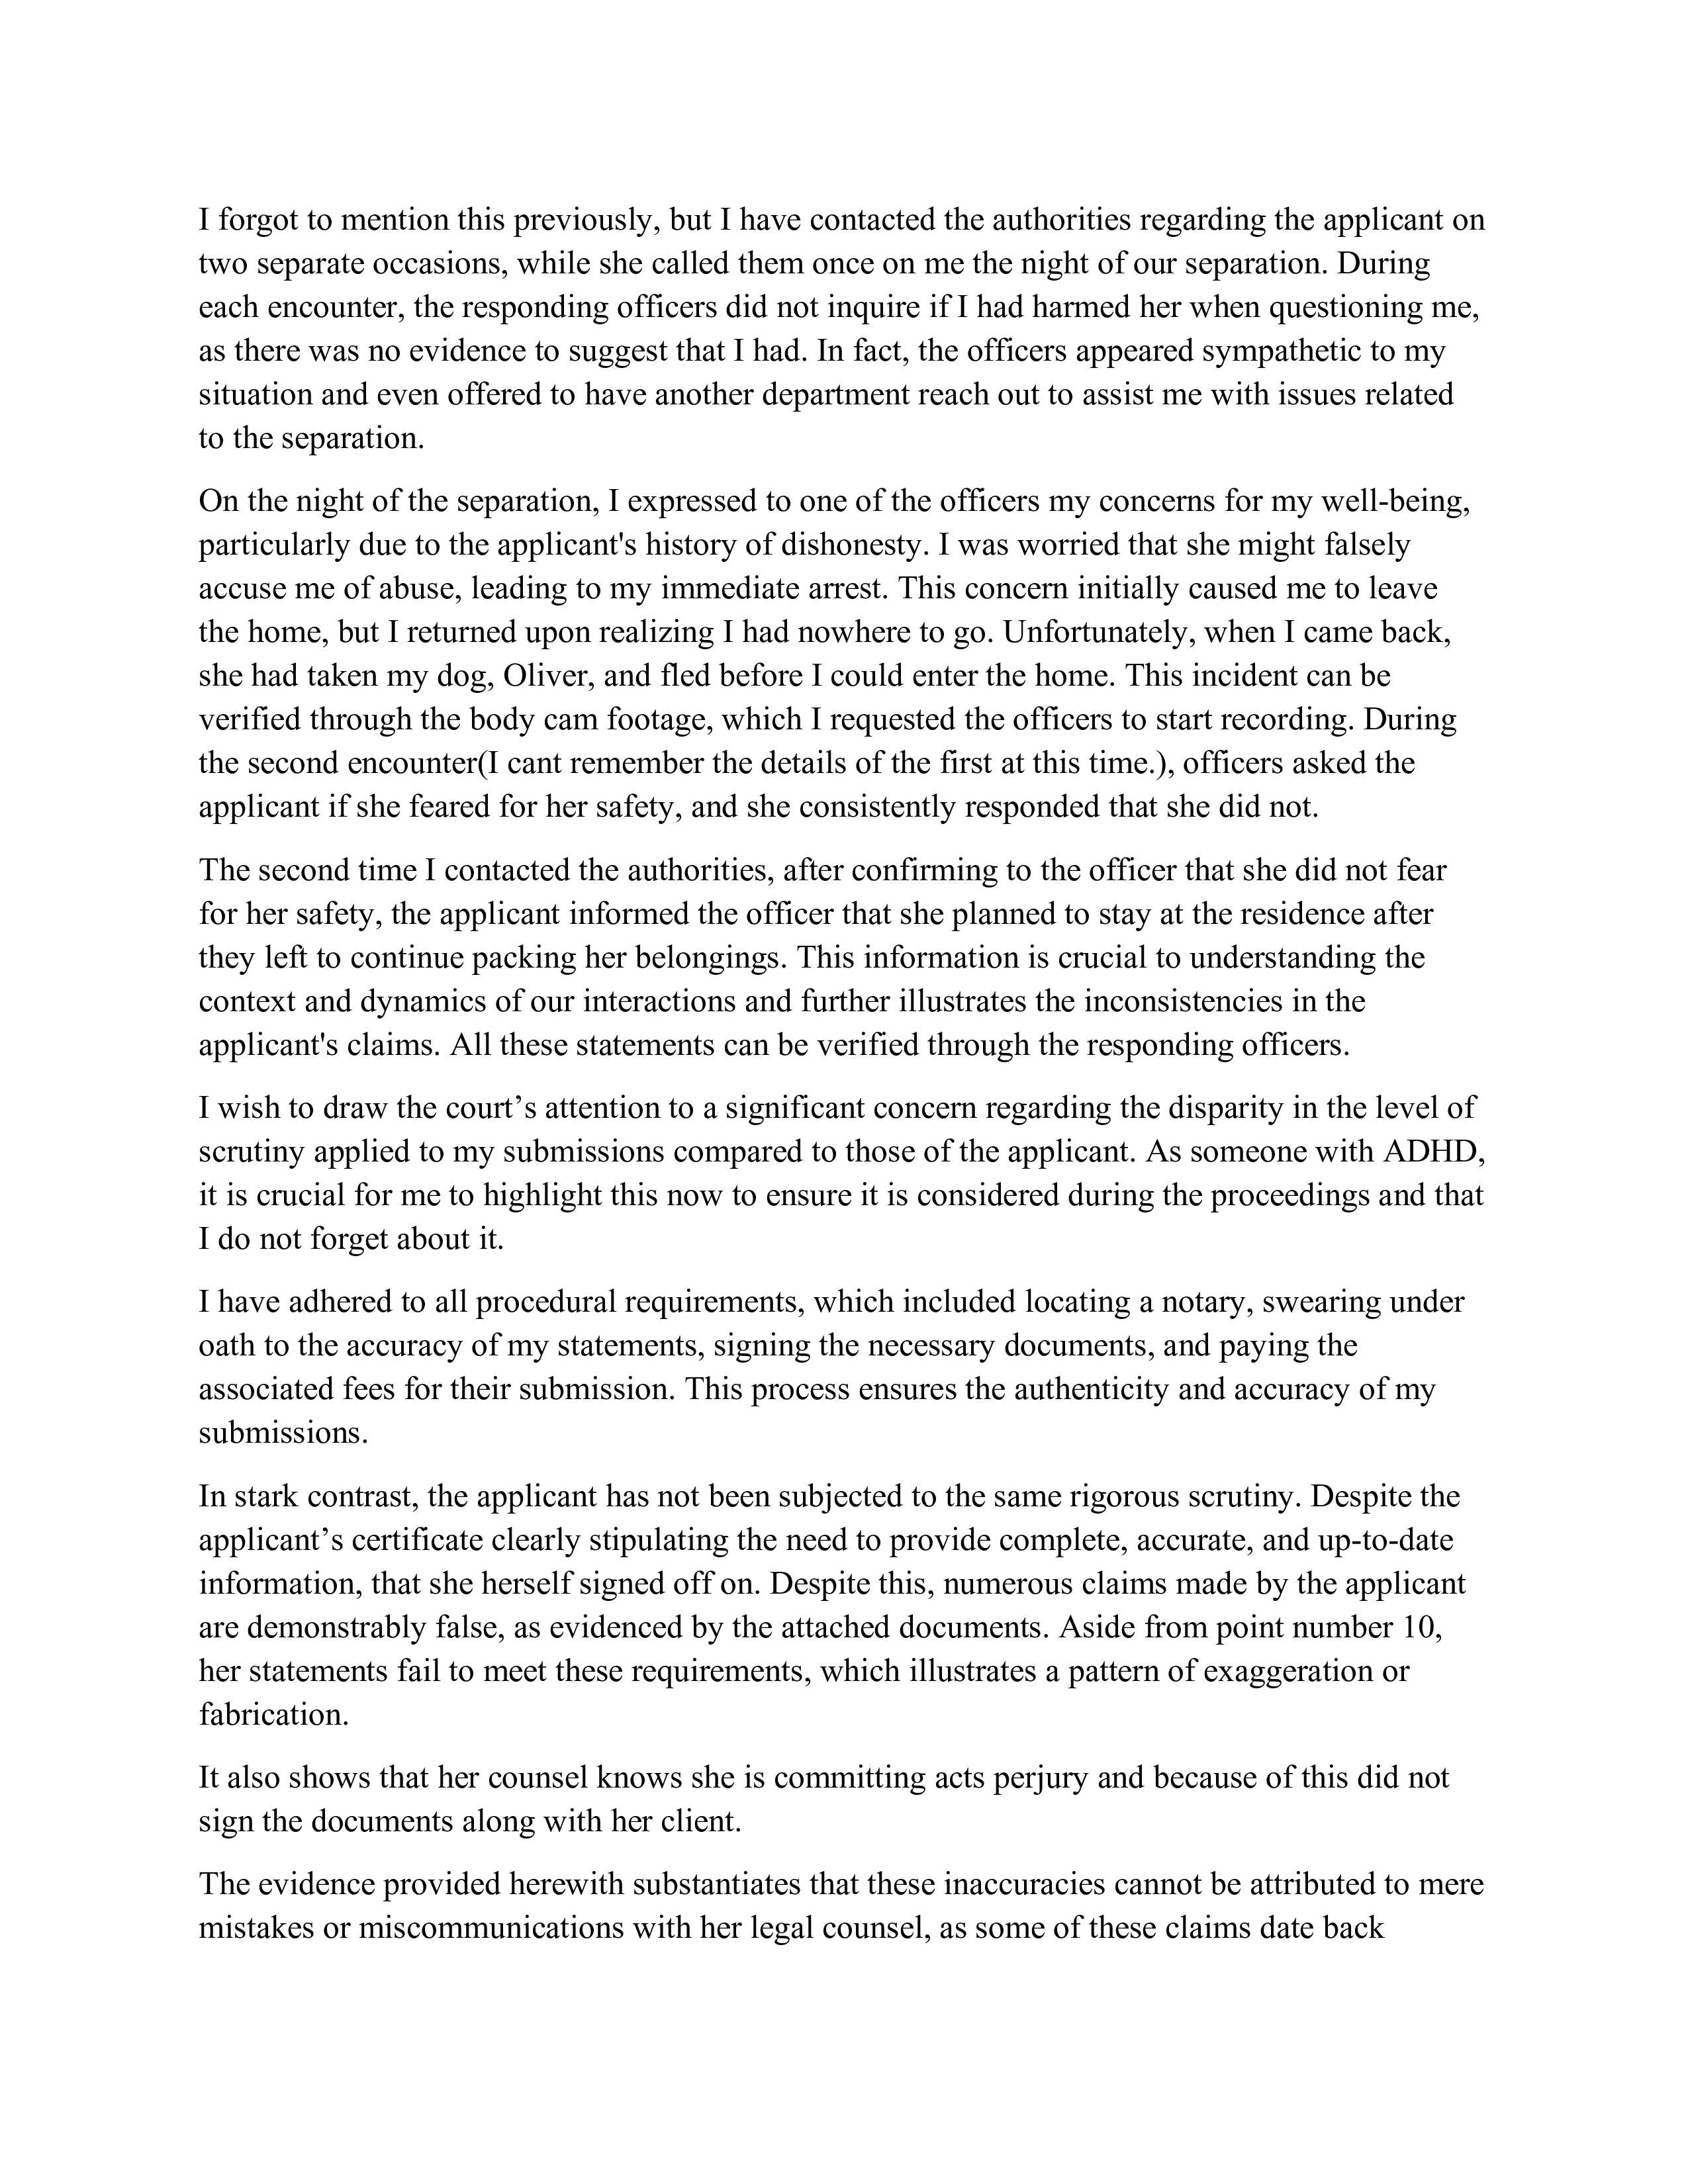 I forgot to mention this previously, but I have contacted the authorities regarding the applicant on
two separate occasions, while she called them once on me the night of our separation. During
each encounter, the responding officers did not inquire if I had harmed her when questioning me,
as there was no evidence to suggest that I had. In fact, the officers appeared sympathetic to my
situation and even offered to have another department reach out to assist me with issues related
to the separation.
On the night of the separation, I expressed to one of the officers my concerns for my well-being,
particularly due to the applicant's history of dishonesty. I was worried that she might falsely
accuse me of abuse, leading to my immediate arrest. This concern initially caused me to leave
the home, but I returned upon realizing I had nowhere to go. Unfortunately, when I came back,
she had taken my dog, Oliver, and fled before I could enter the home. This incident can be
verified through the body cam footage, which I requested the officers to start recording. During
the second encounter(I cant remember the details of the first at this time.), officers asked the
applicant if she feared for her safety, and she consistently responded that she did not.
The second time I contacted the authorities, after confirming to the officer that she did not fear
for her safety, the applicant informed the officer that she planned to stay at the residence after
they left to continue packing her belongings. This information is crucial to understanding the
context and dynamics of our interactions and further illustrates the inconsistencies in the
applicant's claims. All these statements can be verified through the responding officers.
I wish to draw the court’s attention to a significant concern regarding the disparity in the level of
scrutiny applied to my submissions compared to those of the applicant. As someone with ADHD,
it is crucial for me to highlight this now to ensure it is considered during the proceedings and that
I do not forget about it.
I have adhered to all procedural requirements, which included locating a notary, swearing under
oath to the accuracy of my statements, signing the necessary documents, and paying the
associated fees for their submission. This process ensures the authenticity and accuracy of my
submissions.
In stark contrast, the applicant has not been subjected to the same rigorous scrutiny. Despite the
applicant’s certificate clearly stipulating the need to provide complete, accurate, and up-to-date
information, that she herself signed off on. Despite this, numerous claims made by the applicant
are demonstrably false, as evidenced by the attached documents. Aside from point number 10,
her statements fail to meet these requirements, which illustrates a pattern of exaggeration or
fabrication.
It also shows that her counsel knows she is committing acts perjury and because of this did not
sign the documents along with her client.
The evidence provided herewith substantiates that these inaccuracies cannot be attributed to mere
mistakes or miscommunications with her legal counsel, as some of these claims date back